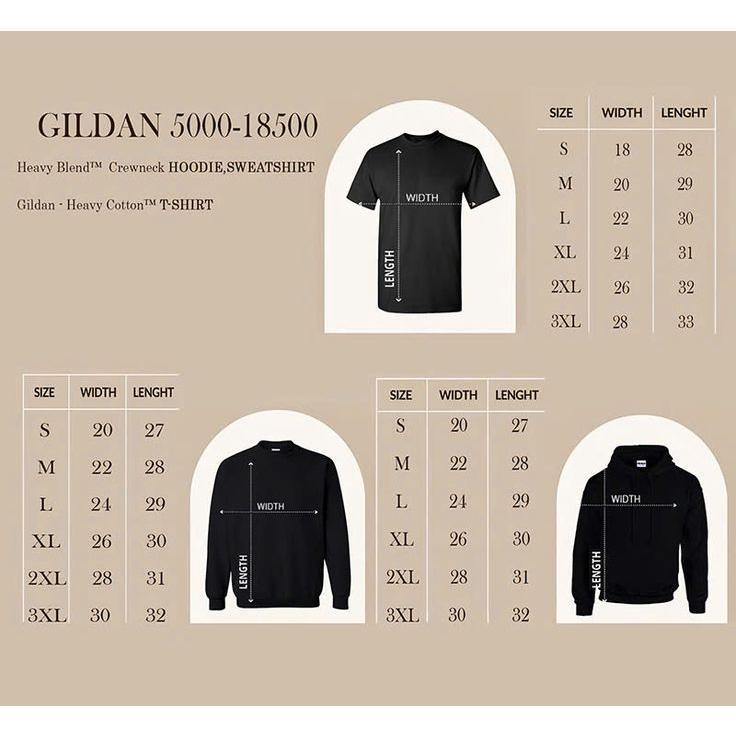 GILDAN 5000-18500
Heavy Blend™ Crewneck HOODIE,SWEATSHIRT
Gildan - Heavy Cotton™ T-SHIRT
WIDTH
LENGTH
SIZE WIDTH LENGHT
S 18 28
M 20 29
L 22 30
XL 24 31
2XL 26 32
3XL 28 33
SIZE WIDTH LENGHT
S 20 27
M 22 28
L 24 29
XL 26 30
2XL 28 31
3XL 30 32
WIDTH
LENGTH
SIZE WIDTH LENGHT
S 20 27
M 22 28
L 24 29
XL 26 30
2XL 28 31
3XL 30 32
WIDTH
LENGTH